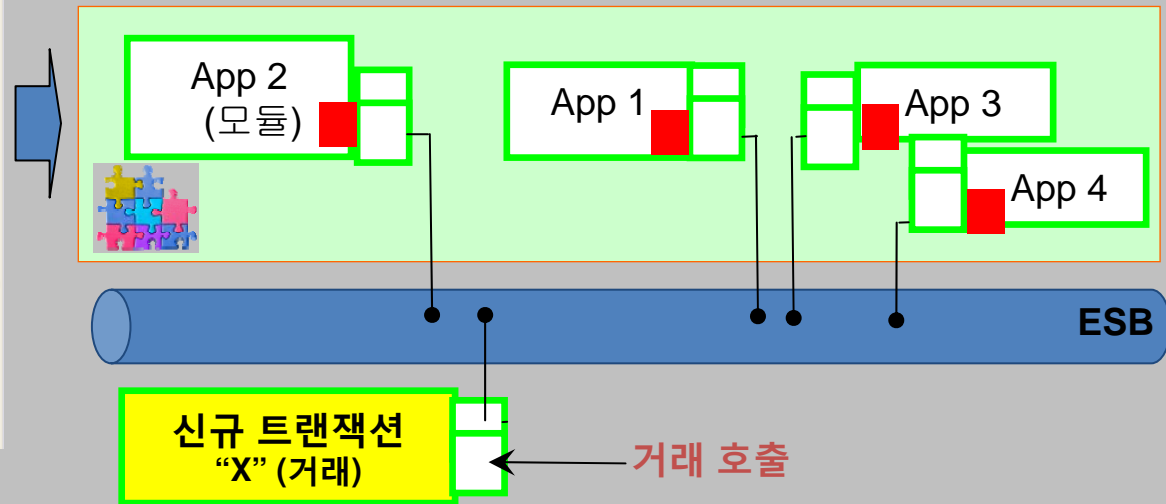 App 2
(모듈)
App 1
App 3
App 4
ESB
신규 트랜잭션
“X” (거래)
거래 호출